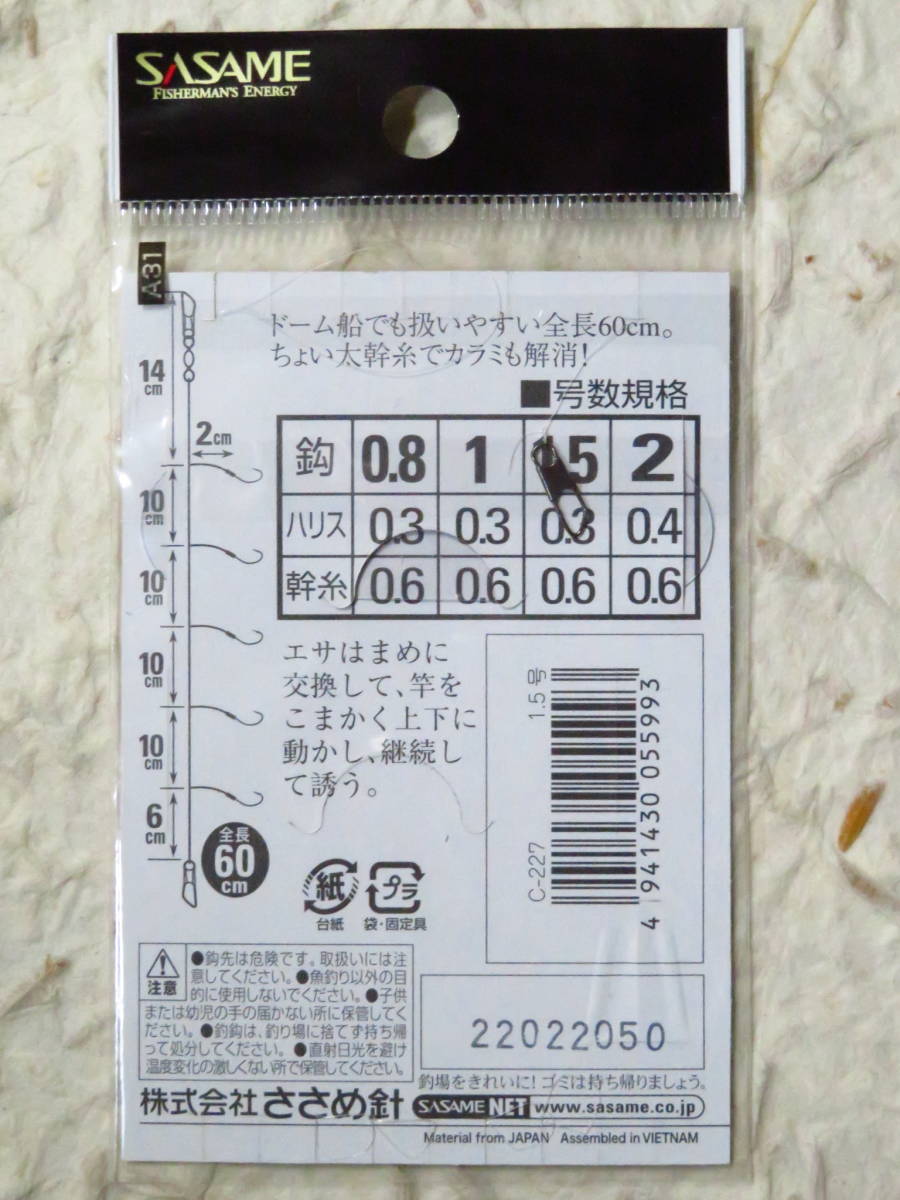 SASAME
FISHERMAN'S ENERGY
A31
ドーム船でも扱いやすい全長60cm。
ちょい太幹糸でカラミも解消!
■号数規格
14cm
2cm
10cm
10cm
10cm
10cm
6cm
全長
60
cm
鈎 0.8 1 1.5 2
ハリス 0.3 0.3 0.3 0.4
幹糸 0.6 0.6 0.6 0.6
エサはまめに
交換して、竿を
こまかく上下に
動かし、継続し
て誘う。
紙
台紙
プラ
袋・固定具
1.5号
C-227
4 941430 055993
注意
●鈎先は危険です。取扱いには注
意してください。●魚釣り以外の目
的に使用しないでください。●子供
または幼児の手の届かない所に保管してく
ださい。●釣鈎は、釣り場に捨てず持ち帰
って処分してください。●直射日光を避け
温度変化の激しくない所で保管してください。
22022050
釣場をきれいに!ゴミは持ち帰りましょう。
株式会社ささめ針
SASAME NET www.sasame.co.jp
Material from JAPAN Assembled in VIETNAM